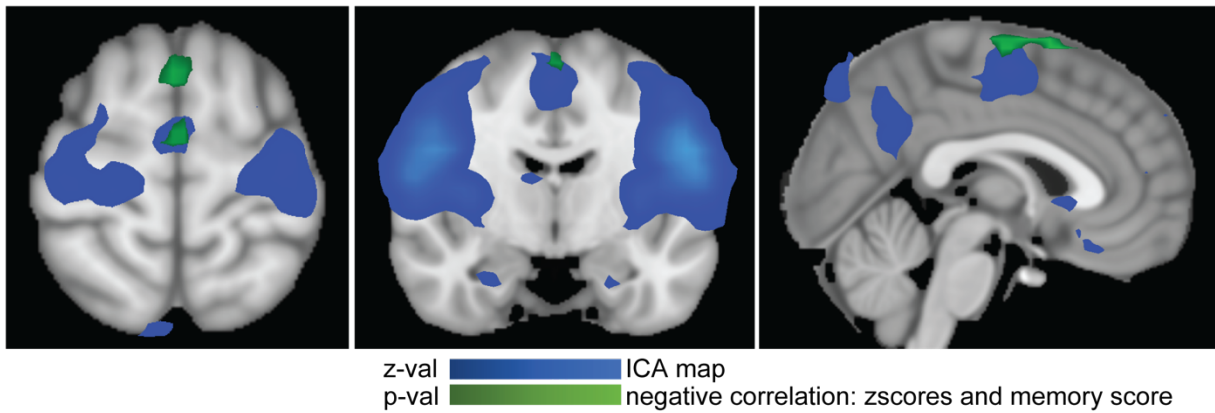 z-val ICA map
p-val negative correlation: zscores and memory score